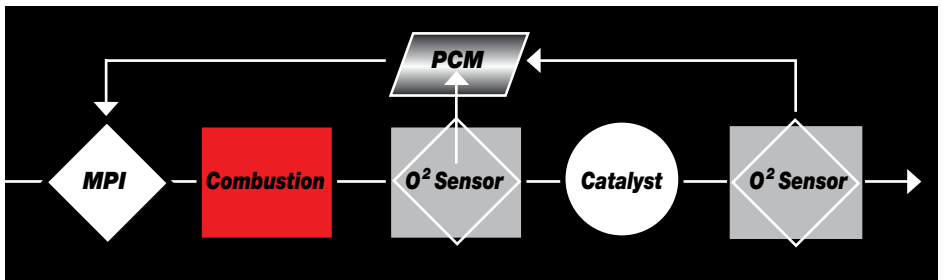 PCM
MPI
Combustion
O² Sensor
Catalyst
O² Sensor